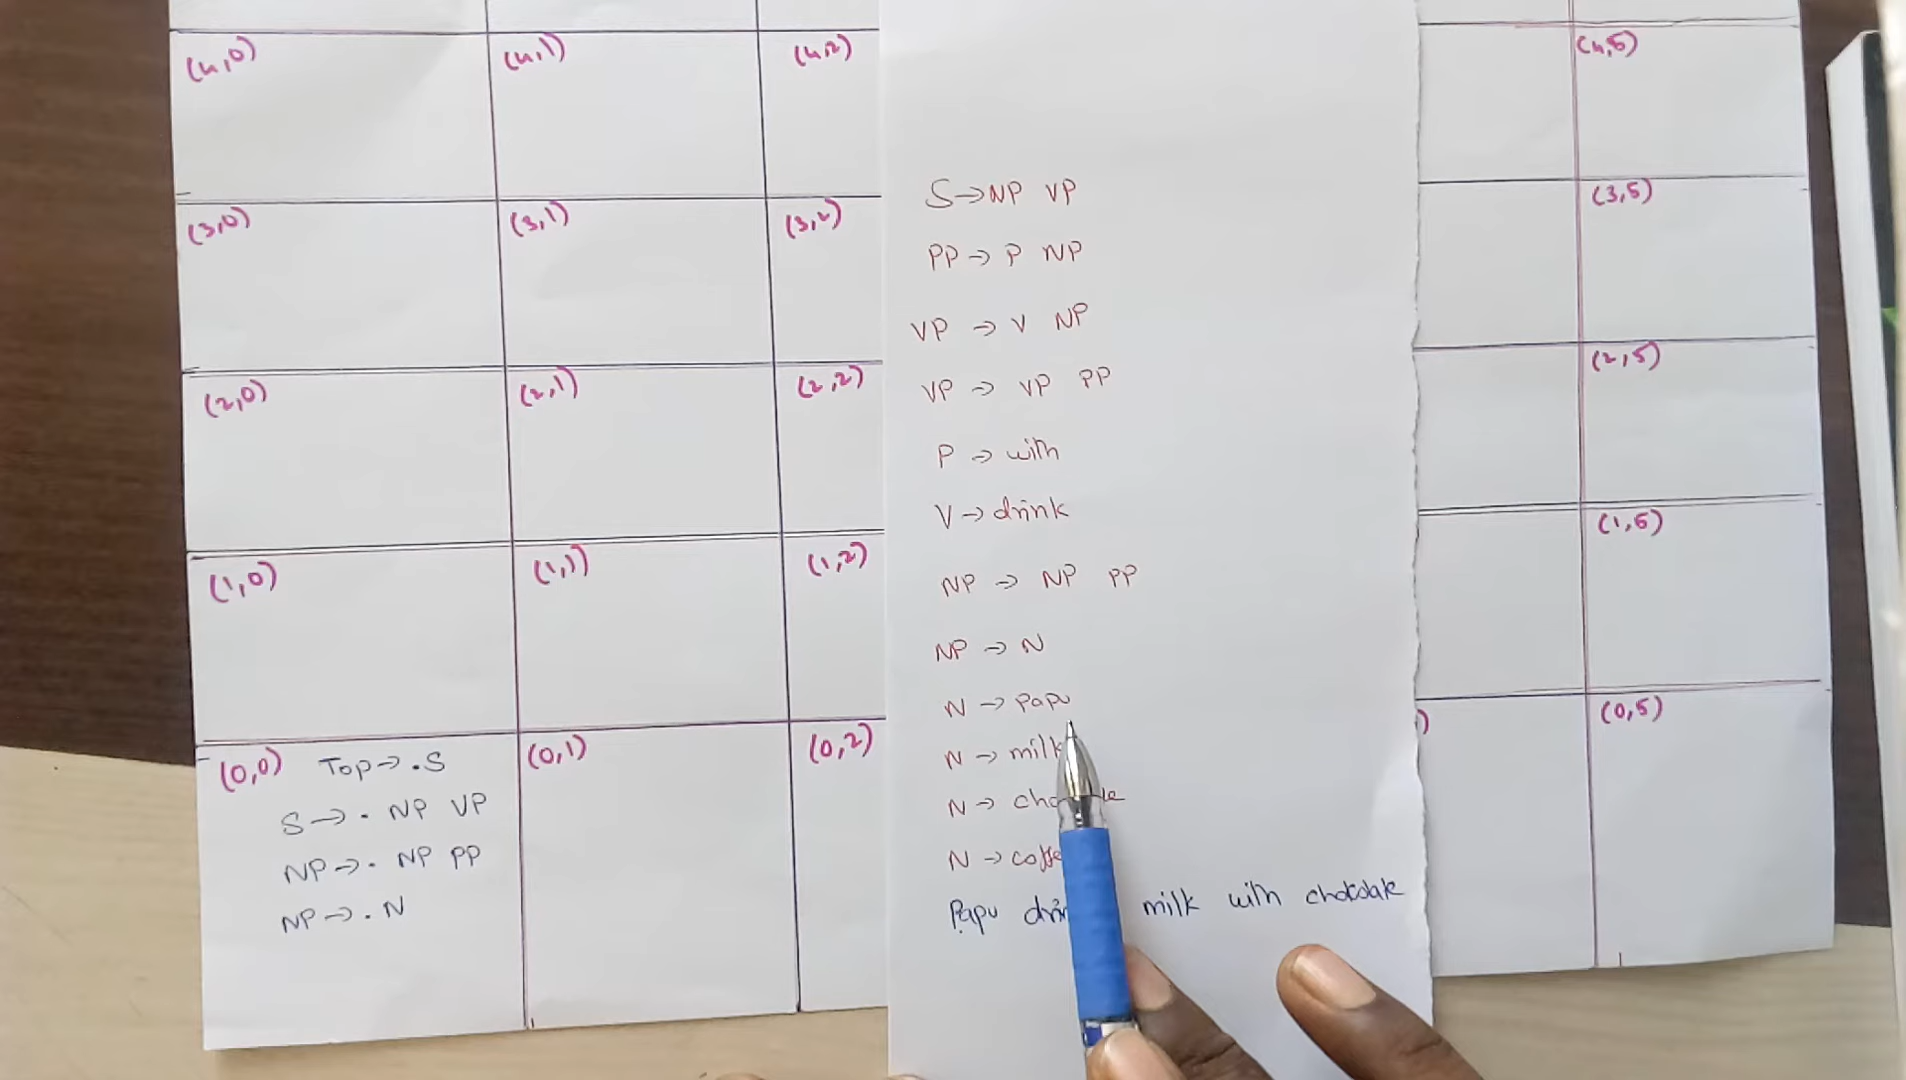 (4,0) (4,1) (4,2) (4,5)
(3,0) (3,1) (3,2) (3,5)
(2,0) (2,1) (2,2) (2,5)
(1,0) (1,1) (1,2) (1,5)
(0,0) (0,1) (0,2) (0,5)
Top → . S
S → . NP VP
NP → . NP PP
NP → . N
S → NP VP
PP → P NP
VP → V NP
VP → VP PP
P → with
V → drink
NP → NP PP
NP → N
N → papu
N → milk
N →
N →
Papu milk with chocolate